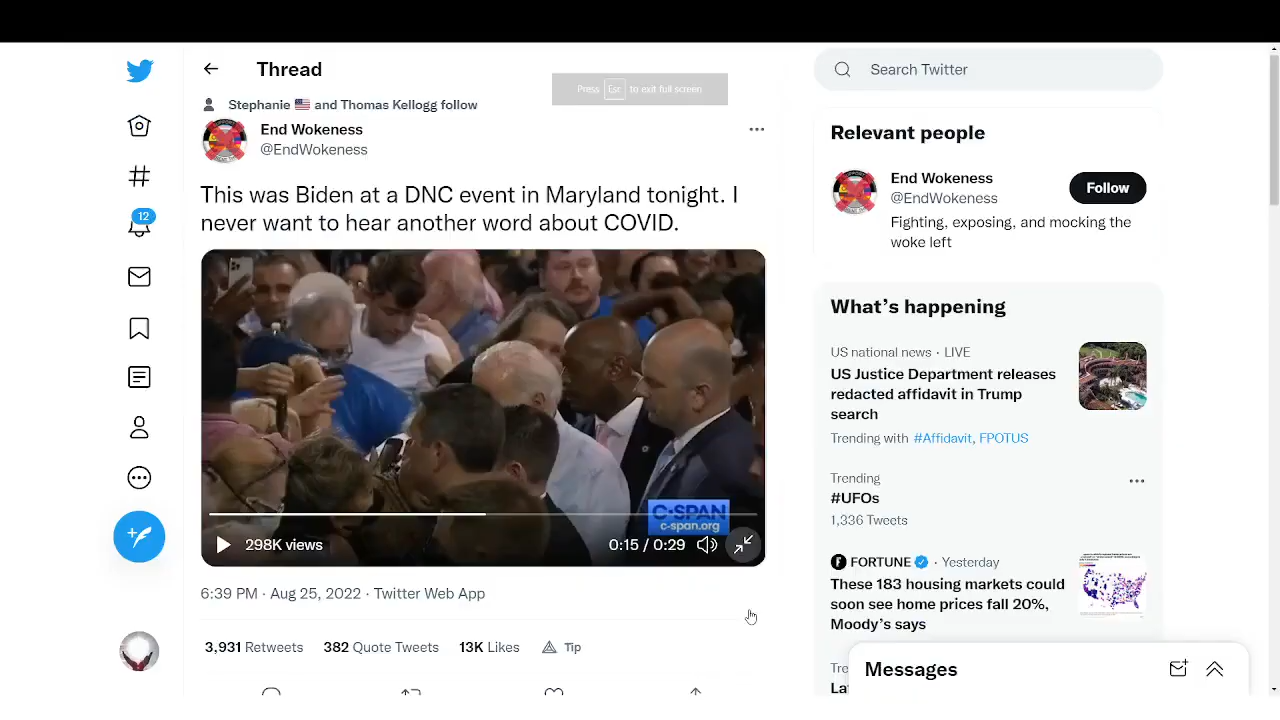 Thread
Press Esc to exit full screen
Stephanie 🇺🇸 and Thomas Kellogg follow
End Wokeness
@EndWokeness
This was Biden at a DNC event in Maryland tonight. I
never want to hear another word about COVID.
C-SPAN
c-span.org
298K views
0:15 / 0:29
6:39 PM · Aug 25, 2022 · Twitter Web App
3,931 Retweets 382 Quote Tweets 13K Likes Tip
12
Search Twitter
Relevant people
End Wokeness
@EndWokeness
Follow
Fighting, exposing, and mocking the
woke left
What's happening
US national news · LIVE
US Justice Department releases
redacted affidavit in Trump
search
Trending with #Affidavit, FPOTUS
Trending
#UFOs
1,336 Tweets
FORTUNE · Yesterday
These 183 housing markets could
soon see home prices fall 20%,
Moody's says
Messages